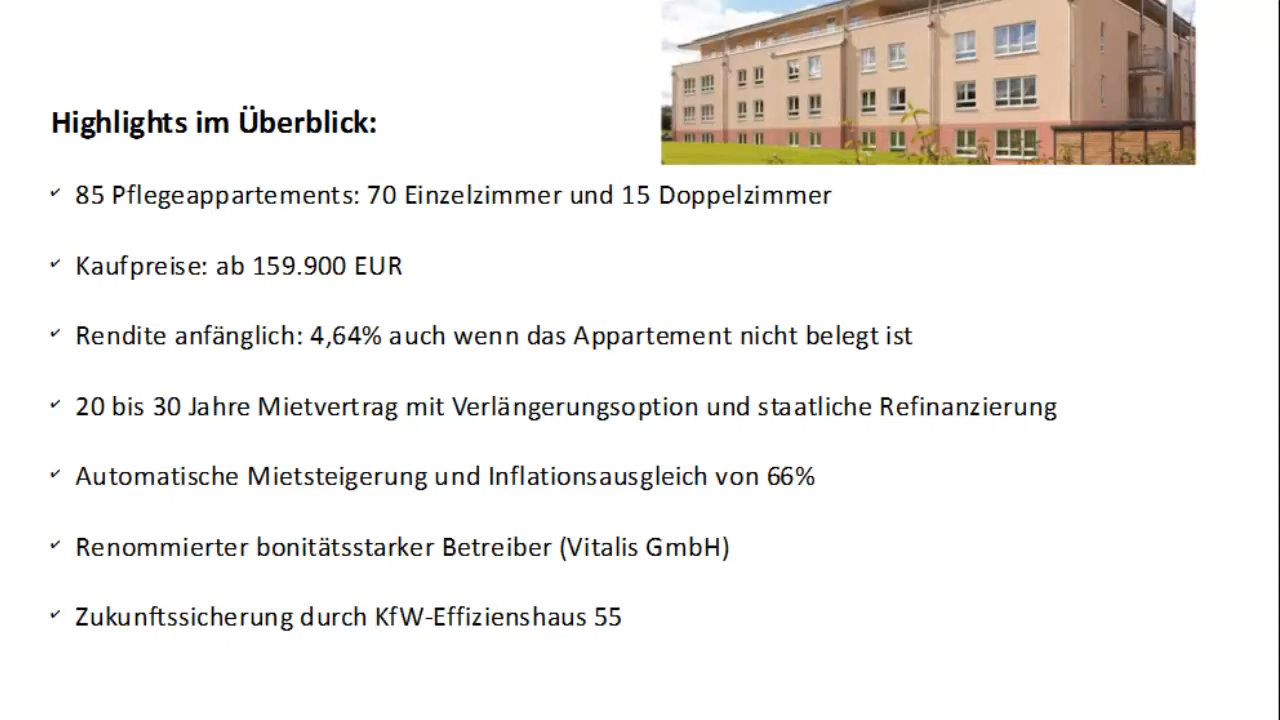 Highlights im Überblick:
✓ 85 Pflegeappartements: 70 Einzelzimmer und 15 Doppelzimmer
✓ Kaufpreise: ab 159.900 EUR
✓ Rendite anfänglich: 4,64% auch wenn das Appartement nicht belegt ist
✓ 20 bis 30 Jahre Mietvertrag mit Verlängerungsoption und staatliche Refinanzierung
✓ Automatische Mietsteigerung und Inflationsausgleich von 66%
✓ Renommierter bonitätsstarker Betreiber (Vitalis GmbH)
✓ Zukunftssicherung durch KfW-Effizienshaus 55